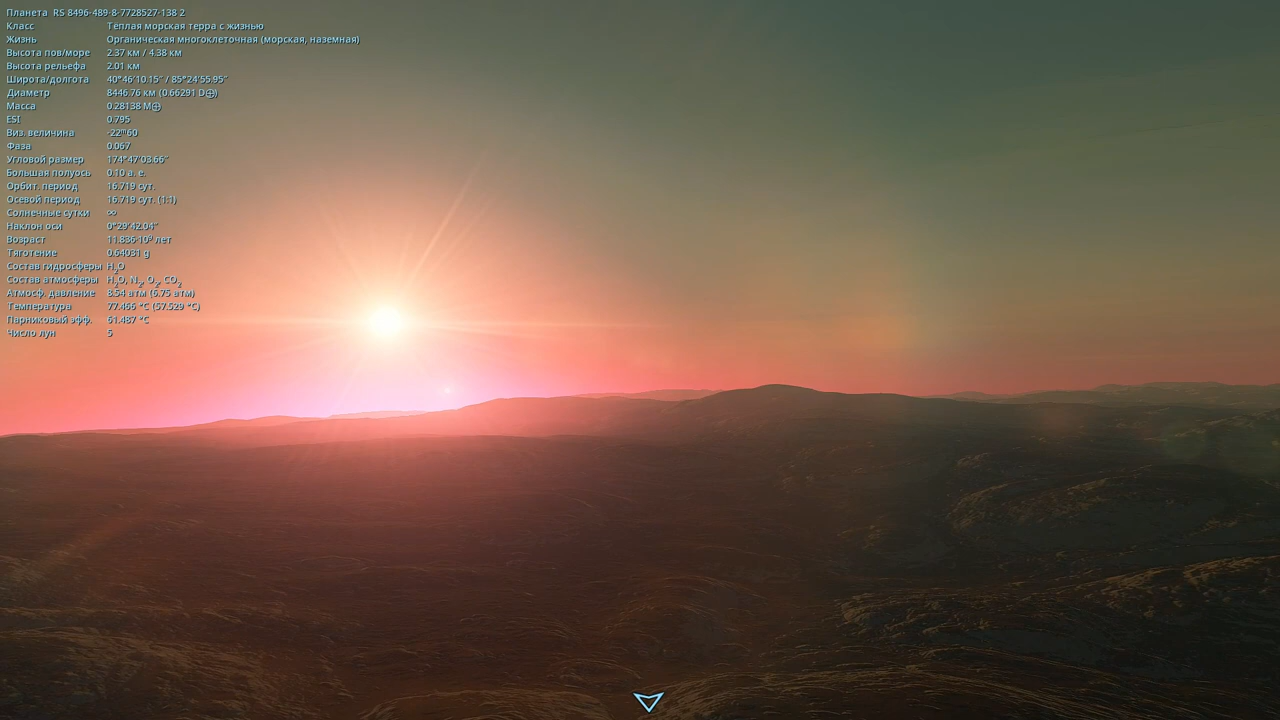 Планета RS 8496-489-8-7728527-138 2
Класс Тёплая морская терра с жизнью
Жизнь Органическая многоклеточная (морская, наземная)
Высота пов/море 2.37 км / 4.38 км
Высота рельефа 2.01 км
Широта/долгота 40°46'10.15" / 85°24'55.95"
Диаметр 8446.76 км (0.66291 D⊕)
Масса 0.28138 M⊕
ESI 0.795
Виз. величина -22ᵐ60
Фаза 0.067
Угловой размер 174°47'03.66"
Большая полуось 0.10 а. е.
Орбит. период 16.719 сут.
Осевой период 16.719 сут. (1:1)
Солнечные сутки ∞
Наклон оси 0°29'42.04"
Возраст 11.836·10⁹ лет
Тяготение 0.64031 g
Состав гидросферы H₂O
Состав атмосферы H₂O, N₂, O₂, CO₂
Атмосф. давление 8.54 атм (6.75 атм)
Температура 77.466 °C (57.529 °C)
Парниковый эфф. 61.487 °C
Число лун 5